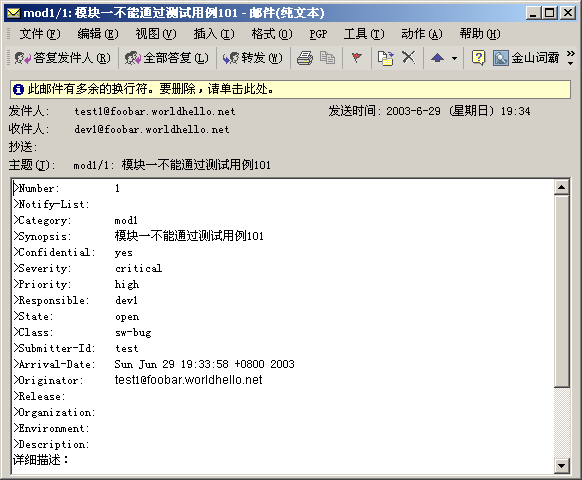 mod1/1: 模块一不能通过测试用例101 - 邮件(纯文本)
文件(F) 编辑(E) 视图(V) 插入(I) 格式(O) PGP 工具(T) 动作(A) 帮助(H)
答复发件人(R) 全部答复(L) 转发(W) 金山词霸
此邮件有多余的换行符。要删除，请单击此处。
发件人: test1@foobar.worldhello.net 发送时间: 2003-6-29 (星期日) 19:34
收件人: dev1@foobar.worldhello.net
抄送:
主题(J): mod1/1: 模块一不能通过测试用例101
>Number: 1
>Notify-List:
>Category: mod1
>Synopsis: 模块一不能通过测试用例101
>Confidential: yes
>Severity: critical
>Priority: high
>Responsible: dev1
>State: open
>Class: sw-bug
>Submitter-Id: test
>Arrival-Date: Sun Jun 29 19:33:58 +0800 2003
>Originator: test1@foobar.worldhello.net
>Release:
>Organization:
>Environment:
>Description:
详细描述：